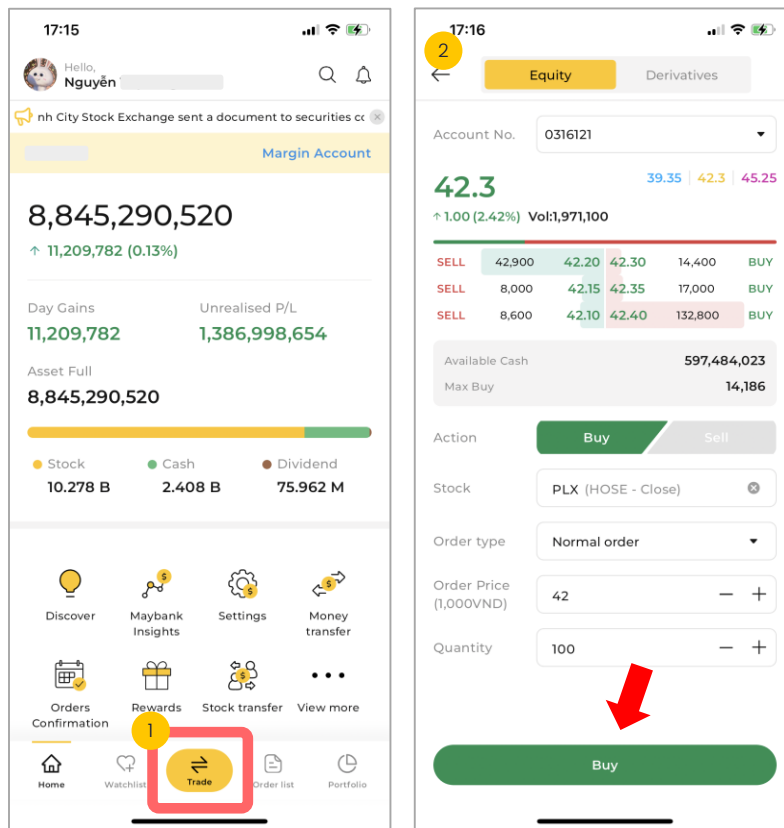 17:15
Hello,
Nguyễn
nh City Stock Exchange sent a document to securities cc
Margin Account
8,845,290,520
↑ 11,209,782 (0.13%)
Day Gains Unrealised P/L
11,209,782 1,386,998,654
Asset Full
8,845,290,520
Stock Cash Dividend
10.278 B 2.408 B 75.962 M
Discover Maybank Insights Settings Money transfer
Orders Confirmation Rewards Stock transfer View more
1
Home Watchlist Trade Order list Portfolio
17:16
2
Equity Derivatives
Account No. 0316121
42.3 39.35 42.3 45.25
↑ 1.00 (2.42%) Vol:1,971,100
SELL 42,900 42.20 42.30 14,400 BUY
SELL 8,000 42.15 42.35 17,000 BUY
SELL 8,600 42.10 42.40 132,800 BUY
Available Cash 597,484,023
Max Buy 14,186
Action Buy Sell
Stock PLX (HOSE - Close)
Order type Normal order
Order Price
(1,000VND) 42 − +
Quantity 100 − +
Buy